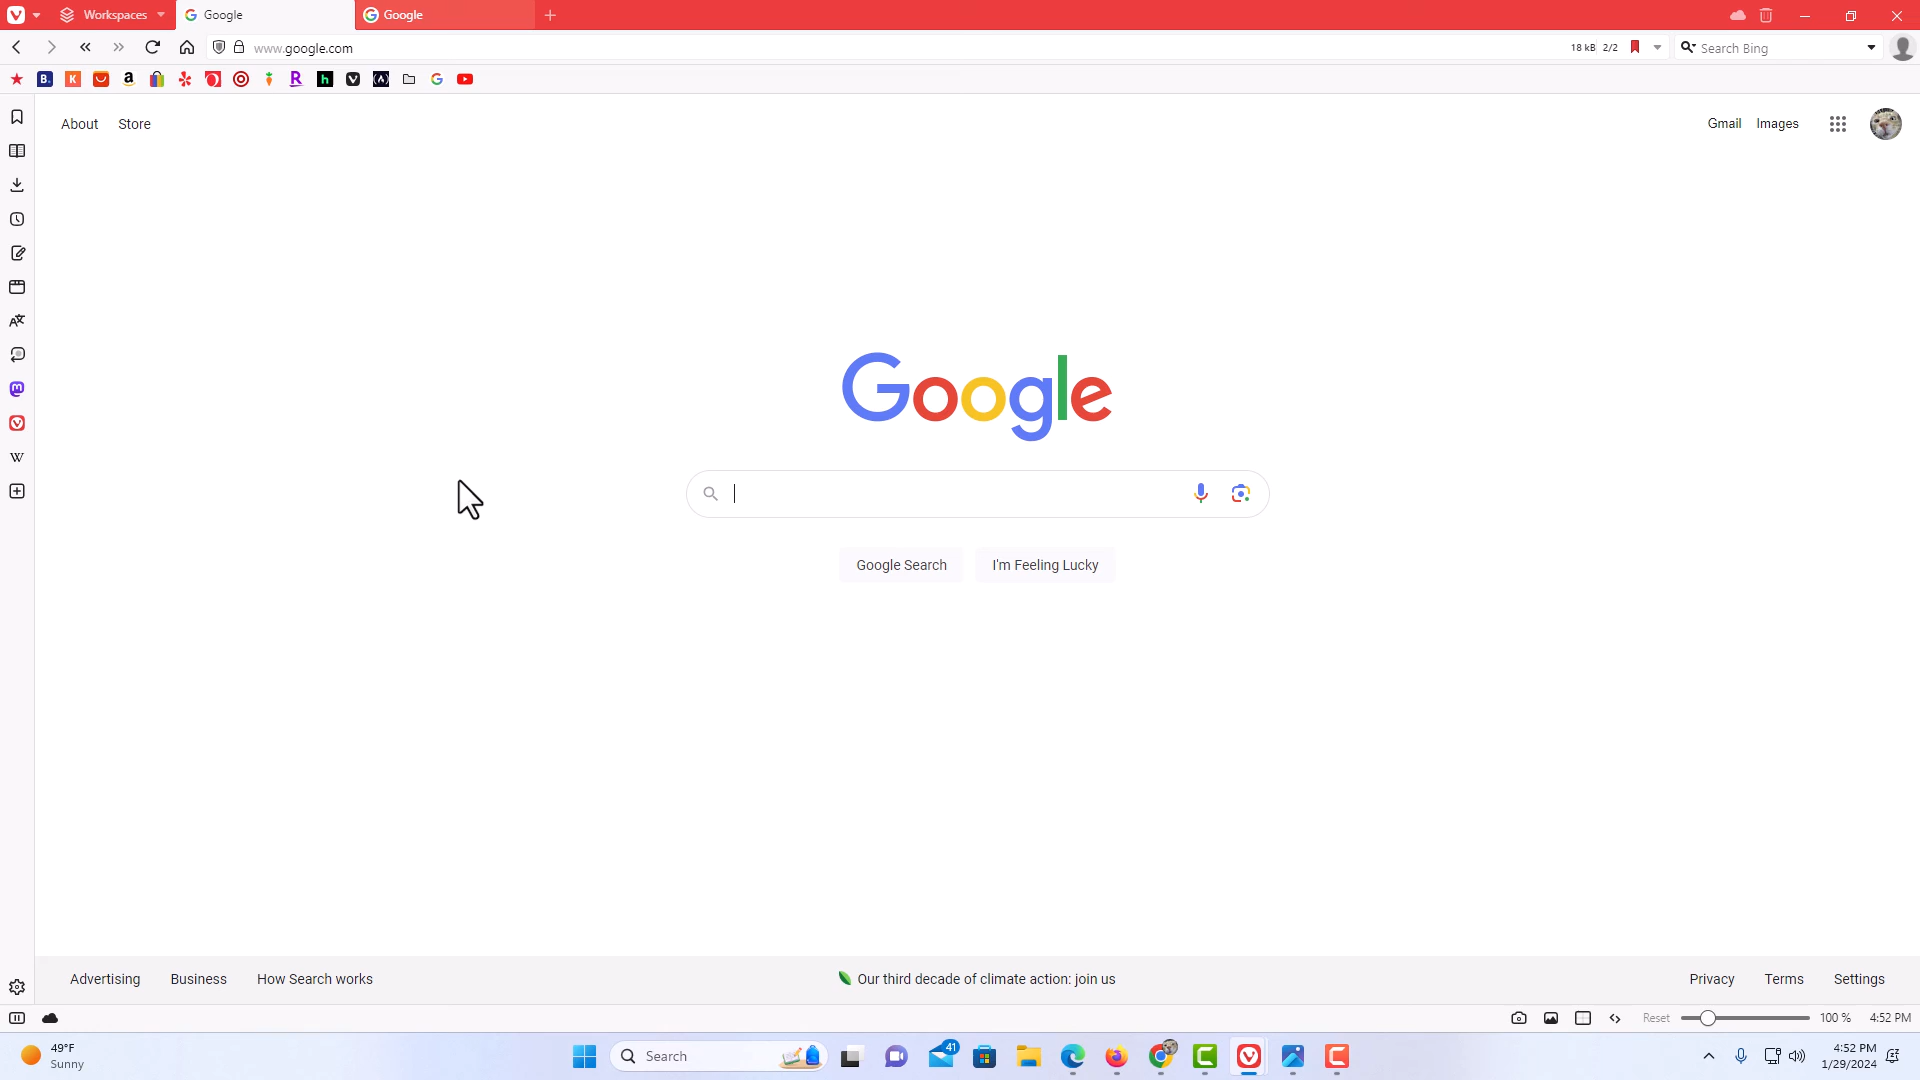 Workspaces
Google
Google
www.google.com
18 kB 2/2
Search Bing
B.
K
a
R
h
About
Store
Gmail
Images
W
Google
Google Search
I'm Feeling Lucky
Advertising
Business
How Search works
Our third decade of climate action: join us
Privacy
Terms
Settings
Reset
100 %
4:52 PM
49°F
Sunny
Search
41
4:52 PM
1/29/2024